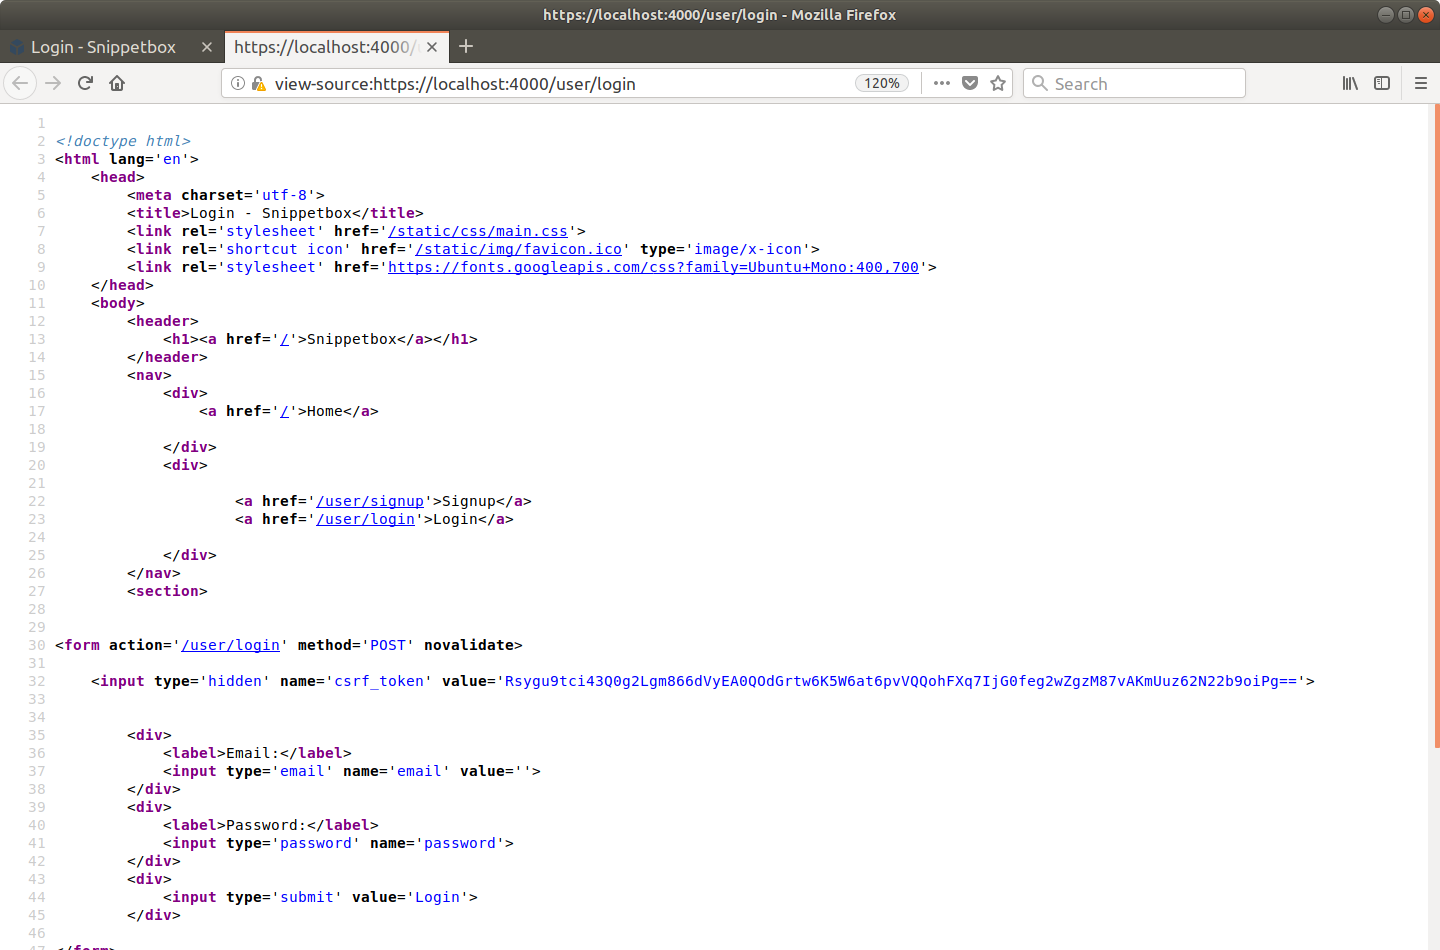 https://localhost:4000/user/login - Mozilla Firefox
Login - Snippetbox
https://localhost:4000/
view-source:https://localhost:4000/user/login
120%
Search
1
2 <!doctype html>
3 <html lang='en'>
4 <head>
5 <meta charset='utf-8'>
6 <title>Login - Snippetbox</title>
7 <link rel='stylesheet' href='/static/css/main.css'>
8 <link rel='shortcut icon' href='/static/img/favicon.ico' type='image/x-icon'>
9 <link rel='stylesheet' href='https://fonts.googleapis.com/css?family=Ubuntu+Mono:400,700'>
10 </head>
11 <body>
12 <header>
13 <h1><a href='/'>Snippetbox</a></h1>
14 </header>
15 <nav>
16 <div>
17 <a href='/'>Home</a>
18
19 </div>
20 <div>
21
22 <a href='/user/signup'>Signup</a>
23 <a href='/user/login'>Login</a>
24
25 </div>
26 </nav>
27 <section>
28
29
30 <form action='/user/login' method='POST' novalidate>
31
32 <input type='hidden' name='csrf_token' value='Rsygu9tci43Q0g2Lgm866dVyEA0QOdGrtw6K5W6at6pvVQQohFXq7IjG0feg2wZgzM87vAKmUuz62N22b9oiPg=='>
33
34
35 <div>
36 <label>Email:</label>
37 <input type='email' name='email' value=''>
38 </div>
39 <div>
40 <label>Password:</label>
41 <input type='password' name='password'>
42 </div>
43 <div>
44 <input type='submit' value='Login'>
45 </div>
46
47 </form>